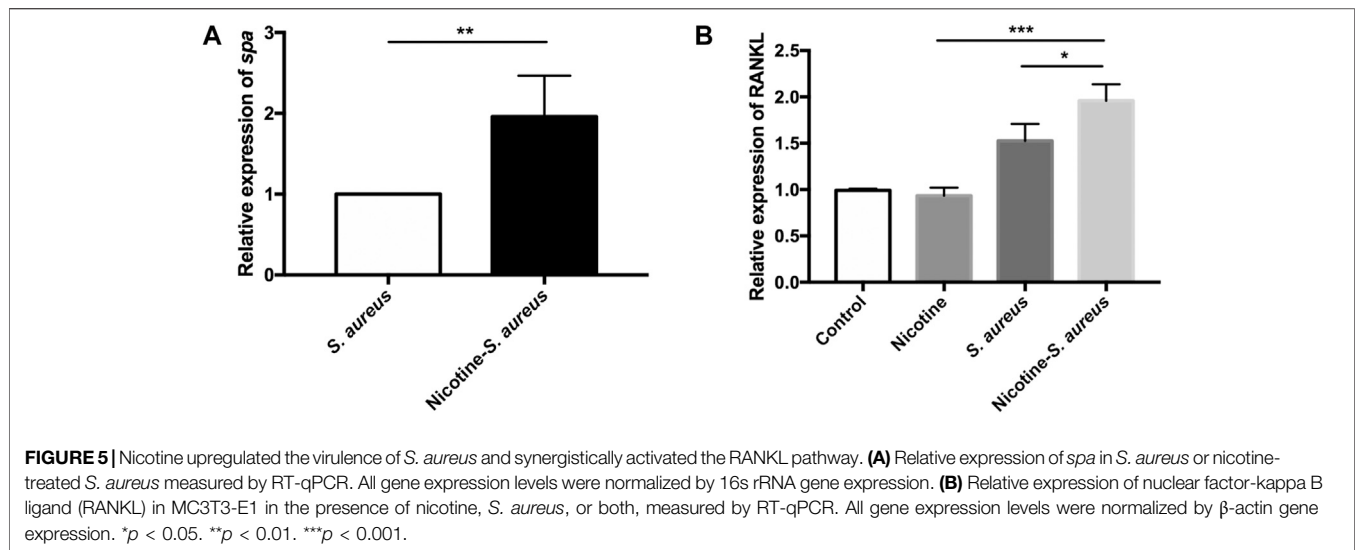 A
Relative expression of spa
3
2
1
0
**
S. aureus
Nicotine-S. aureus
B
Relative expression of RANKL
2.5
2.0
1.5
1.0
0.5
0.0
***
*
Control
Nicotine
S. aureus
Nicotine-S. aureus
FIGURE 5 | Nicotine upregulated the virulence of S. aureus and synergistically activated the RANKL pathway. (A) Relative expression of spa in S. aureus or nicotine-
treated S. aureus measured by RT-qPCR. All gene expression levels were normalized by 16s rRNA gene expression. (B) Relative expression of nuclear factor-kappa B
ligand (RANKL) in MC3T3-E1 in the presence of nicotine, S. aureus, or both, measured by RT-qPCR. All gene expression levels were normalized by β-actin gene
expression. *p < 0.05. **p < 0.01. ***p < 0.001.